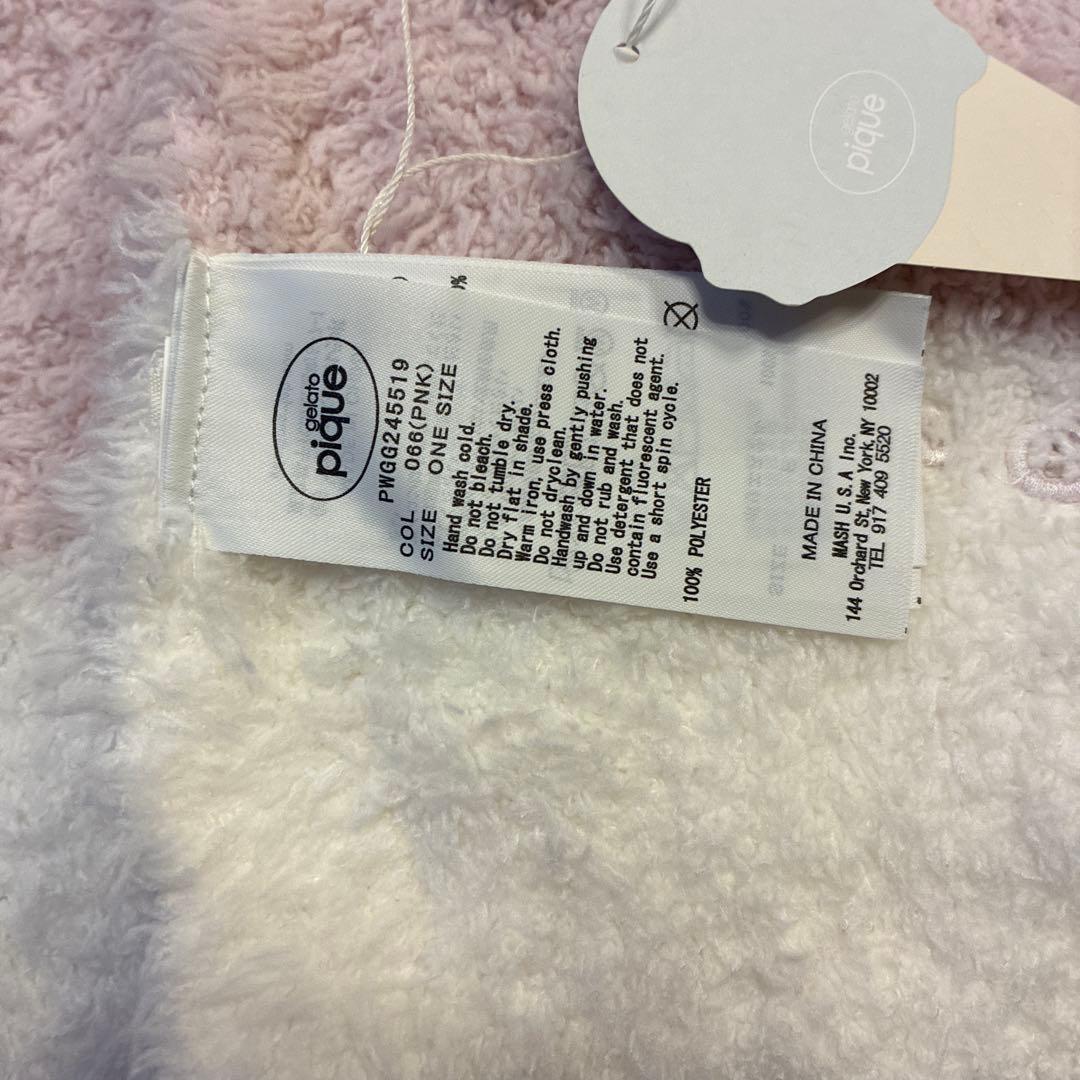 gelato
pique
gelato
pique
PWGG245519
COL 066(PNK)
SIZE ONE SIZE
Hand wash cold.
Do not bleach.
Do not tumble dry.
Dry flat in shade.
Warm iron, use press cloth.
Do not dryclean.
Handwash by gently pushing
up and down in water.
Do not rub and wash.
Use detergent that does not
contain fluorescent agent.
Use a short spin cycle.
100% POLYESTER
MADE IN CHINA
MASH U.S.A Inc.
144 Orchard St, New York, NY 10002
TEL 917 409 5520